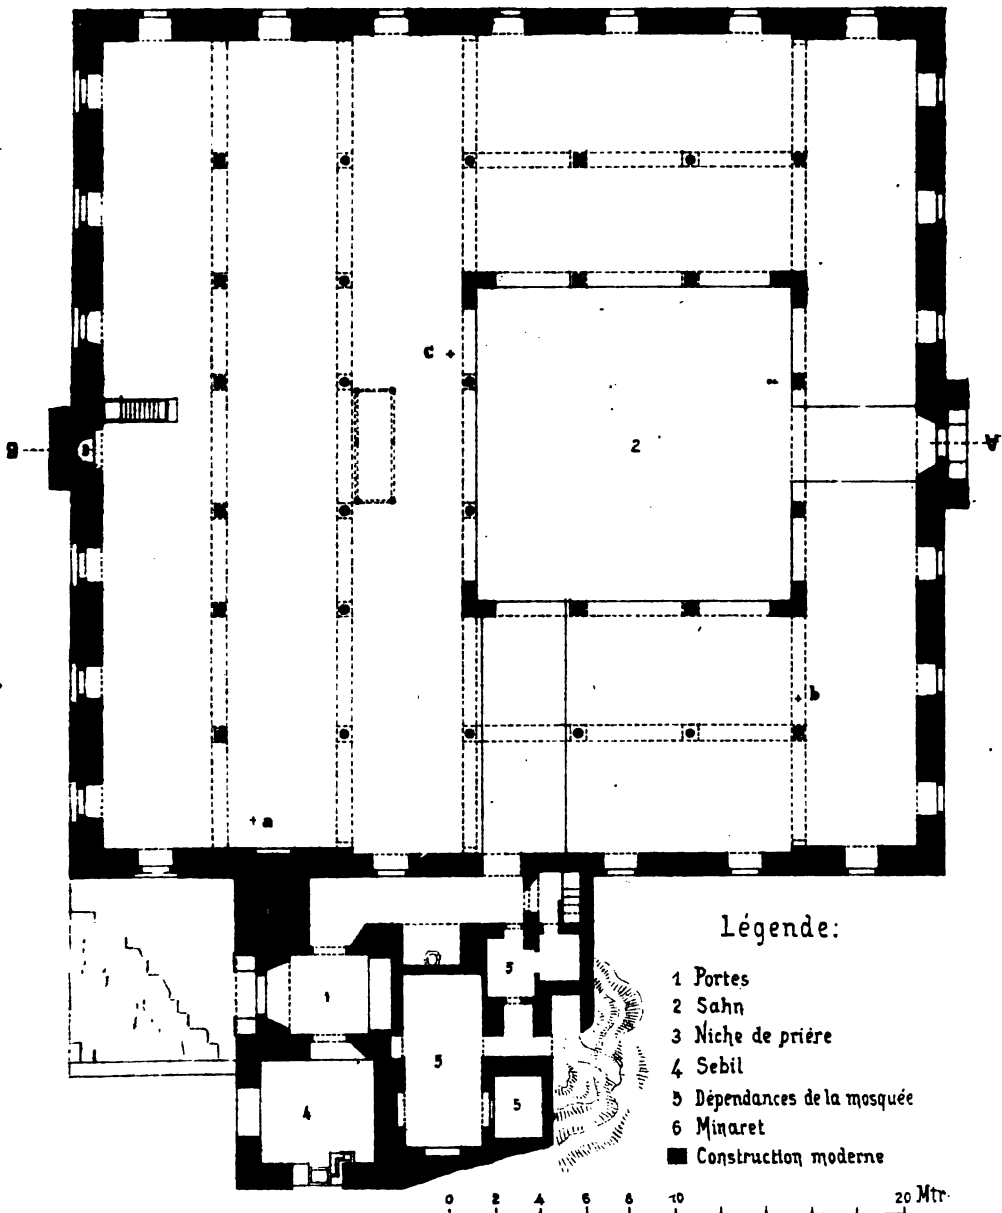 C
3
B
2
A
b
a
Légende:
1 Portes
2 Sahn
3 Niche de prière
4 Sebil
5 Dépendances de la mosquée
6 Minaret
Construction moderne
1
5
5
4
5
0 2 4 6 8 10 20 Mtr.